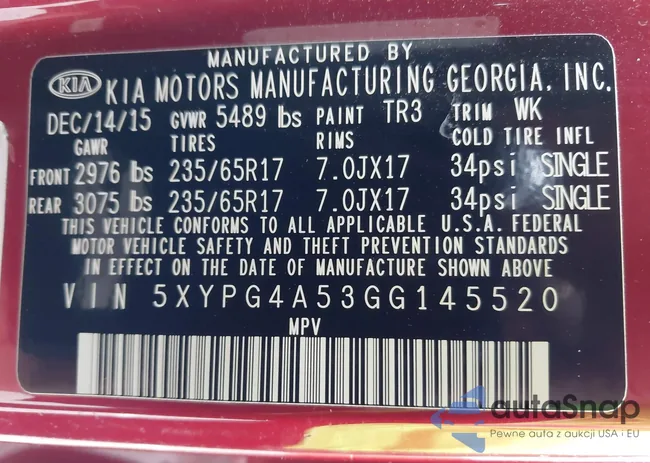 MANUFACTURED BY
KIA KIA MOTORS MANUFACTURING GEORGIA, INC.
DEC/14/15 GVWR 5489 lbs PAINT TR3 TRIM WK
GAWR TIRES RIMS COLD TIRE INFL
FRONT 2976 lbs 235/65R17 7.0JX17 34psi SINGLE
REAR 3075 lbs 235/65R17 7.0JX17 34psi SINGLE
THIS VEHICLE CONFORMS TO ALL APPLICABLE U.S.A. FEDERAL
MOTOR VEHICLE SAFETY AND THEFT PREVENTION STANDARDS
IN EFFECT ON THE DATE OF MANUFACTURE SHOWN ABOVE
VIN 5XYPG4A53GG145520
MPV
autoSnap
Pewne auta z aukcji USA i EU